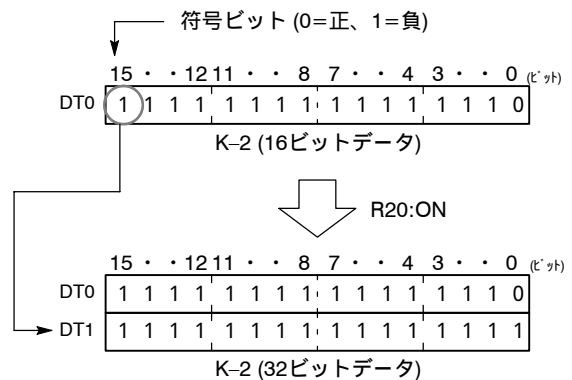 符号ビット (0=正、1=負)
15 ・ ・ 12 11 ・ ・ 8 7 ・ ・ 4 3 ・ ・ 0 (ﾋﾞｯﾄ)
DT0 1 1 1 1 1 1 1 1 1 1 1 1 1 1 1 0
K–2 (16ビットデータ)
R20:ON
15 ・ ・ 12 11 ・ ・ 8 7 ・ ・ 4 3 ・ ・ 0 (ﾋﾞｯﾄ)
DT0 1 1 1 1 1 1 1 1 1 1 1 1 1 1 1 0
DT1 1 1 1 1 1 1 1 1 1 1 1 1 1 1 1 1
K–2 (32ビットデータ)